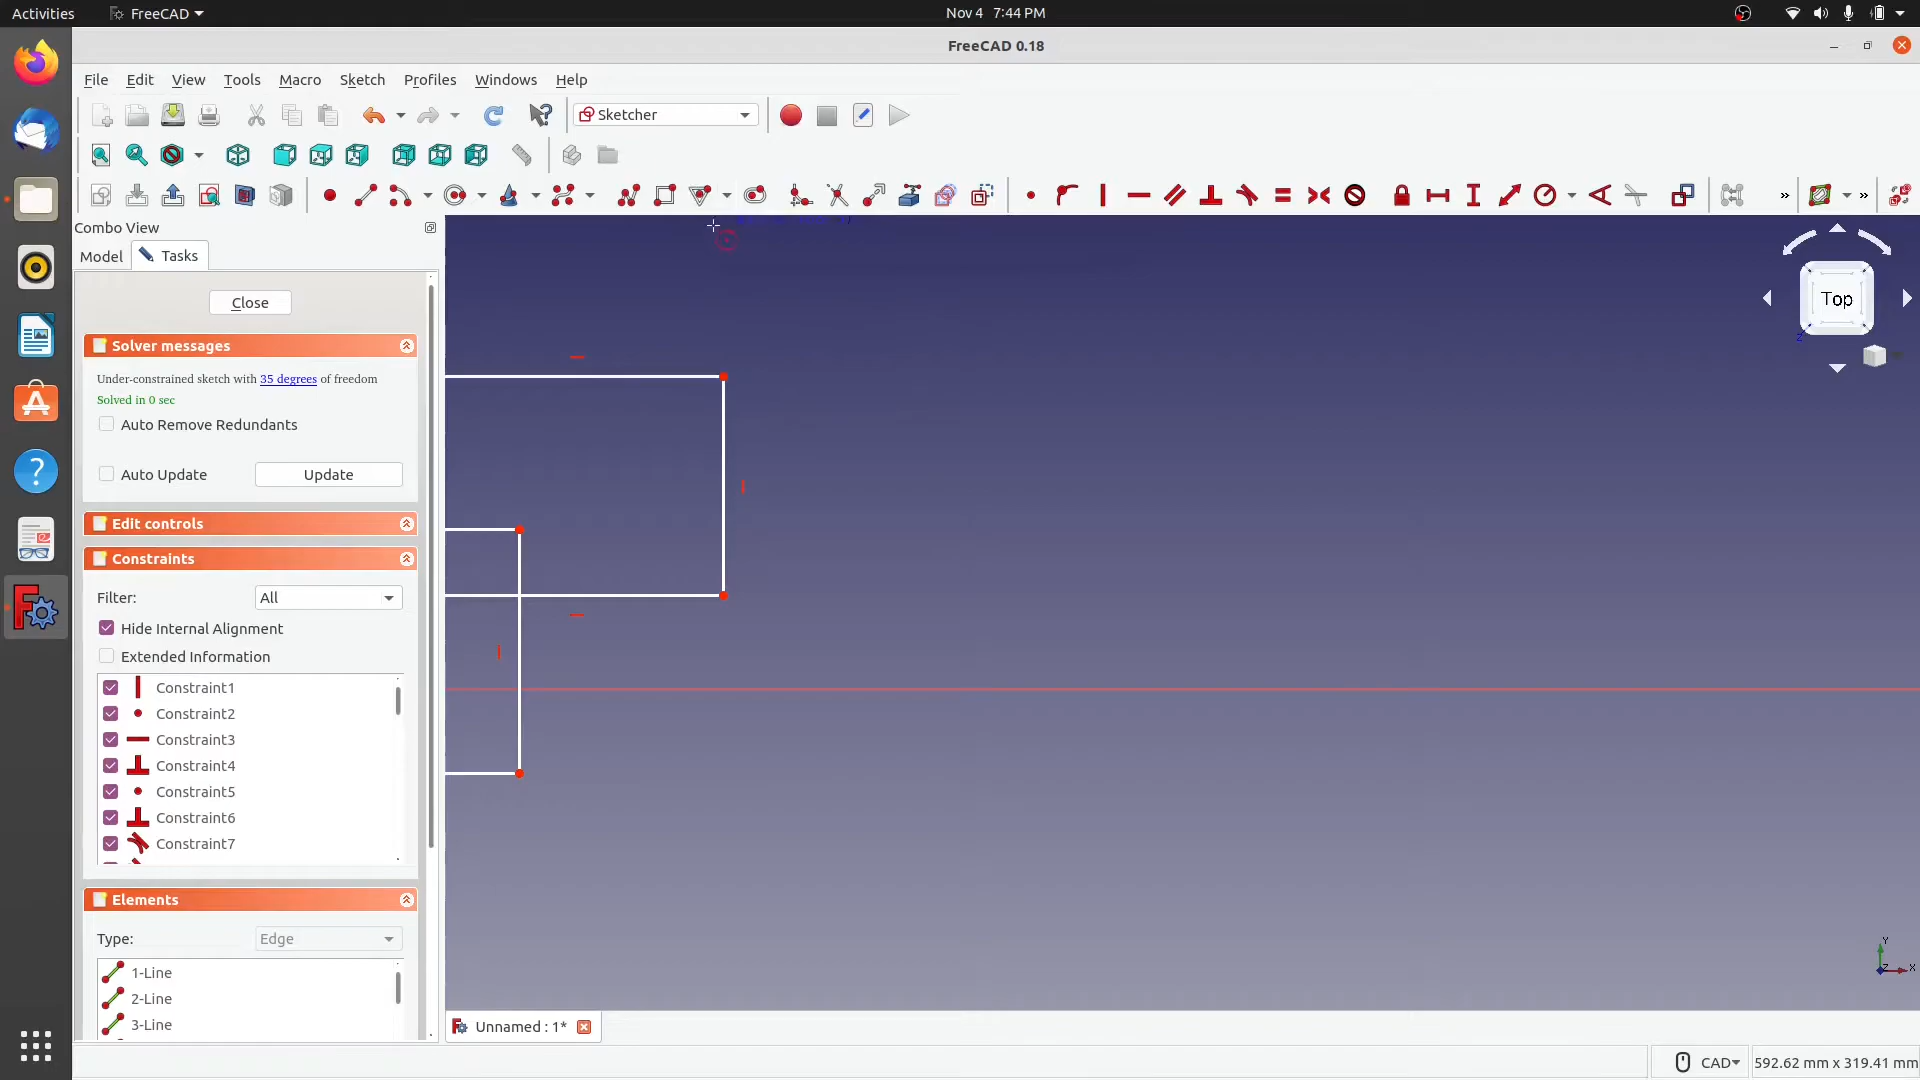 Activities
FreeCAD
Nov 4 7:44 PM
FreeCAD 0.18
File Edit View Tools Macro Sketch Profiles Windows Help
Sketcher
Combo View
Model
Tasks
Close
Solver messages
Under-constrained sketch with 35 degrees of freedom
Solved in 0 sec
Auto Remove Redundants
Auto Update
Update
Edit controls
Constraints
Filter:
All
Hide Internal Alignment
Extended Information
Constraint1
Constraint2
Constraint3
Constraint4
Constraint5
Constraint6
Constraint7
Elements
Type:
Edge
1-Line
2-Line
3-Line
Top
Z
Y
Z
X
Unnamed : 1*
CAD
592.62 mm x 319.41 mm